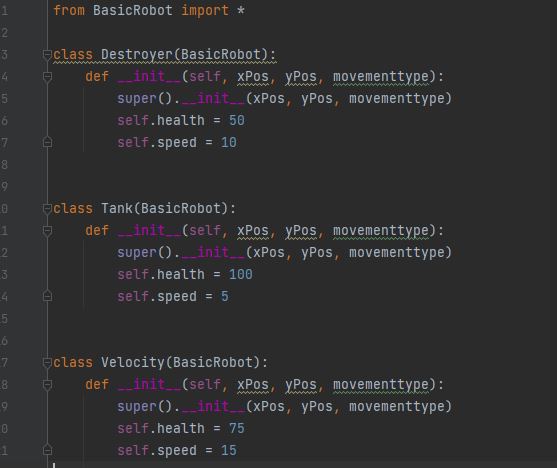 1 from BasicRobot import *
2
3 class Destroyer(BasicRobot):
4     def __init__(self, xPos, yPos, movementtype):
5         super().__init__(xPos, yPos, movementtype)
6         self.health = 50
7         self.speed = 10
8
9
0 class Tank(BasicRobot):
1     def __init__(self, xPos, yPos, movementtype):
2         super().__init__(xPos, yPos, movementtype)
3         self.health = 100
4         self.speed = 5
5
6
7 class Velocity(BasicRobot):
8     def __init__(self, xPos, yPos, movementtype):
9         super().__init__(xPos, yPos, movementtype)
0         self.health = 75
1         self.speed = 15